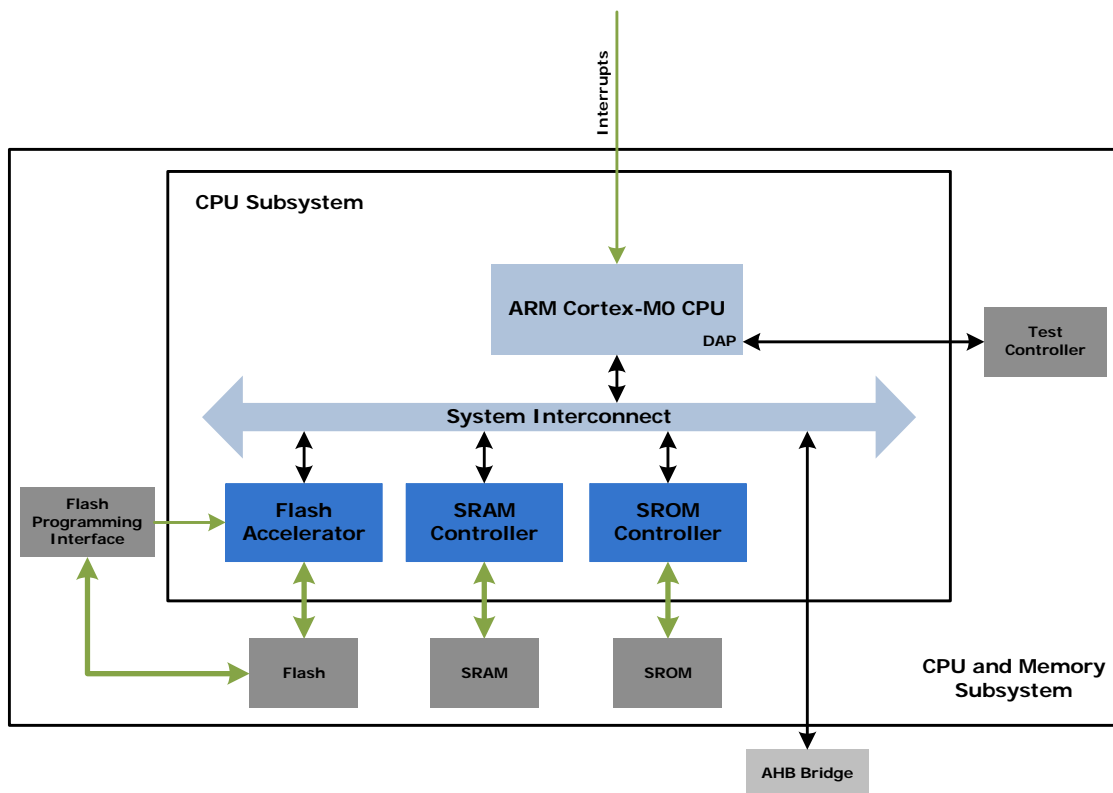 Interrupts
CPU Subsystem
ARM Cortex-M0 CPU
DAP
Test
Controller
System Interconnect
Flash
Programming
Interface
Flash
Accelerator
SRAM
Controller
SROM
Controller
Flash
SRAM
SROM
CPU and Memory
Subsystem
AHB Bridge